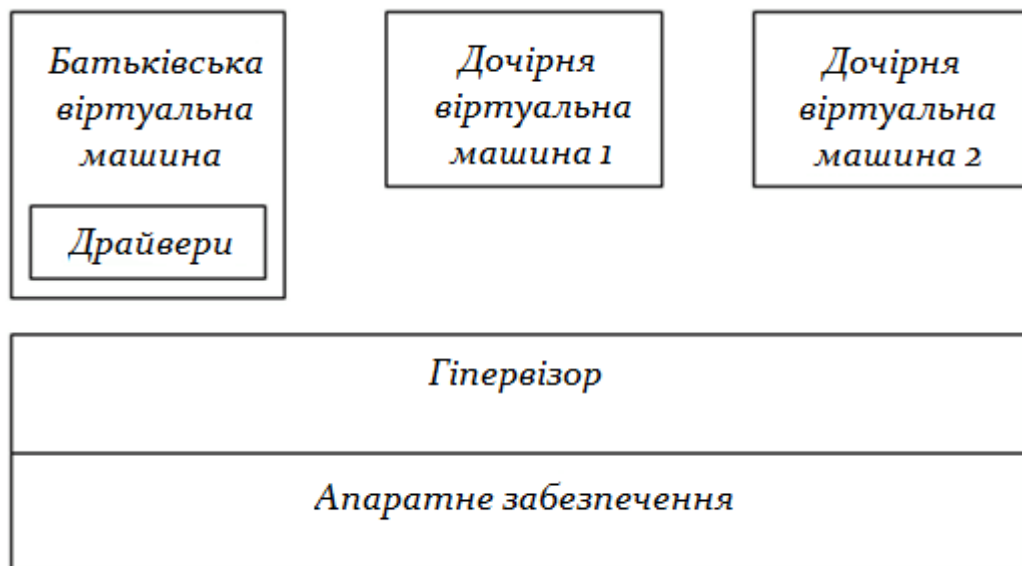 Батьківська
віртуальна
машина
Драйвери
Дочірня
віртуальна
машина 1
Дочірня
віртуальна
машина 2
Гіпервізор
Апаратне забезпечення